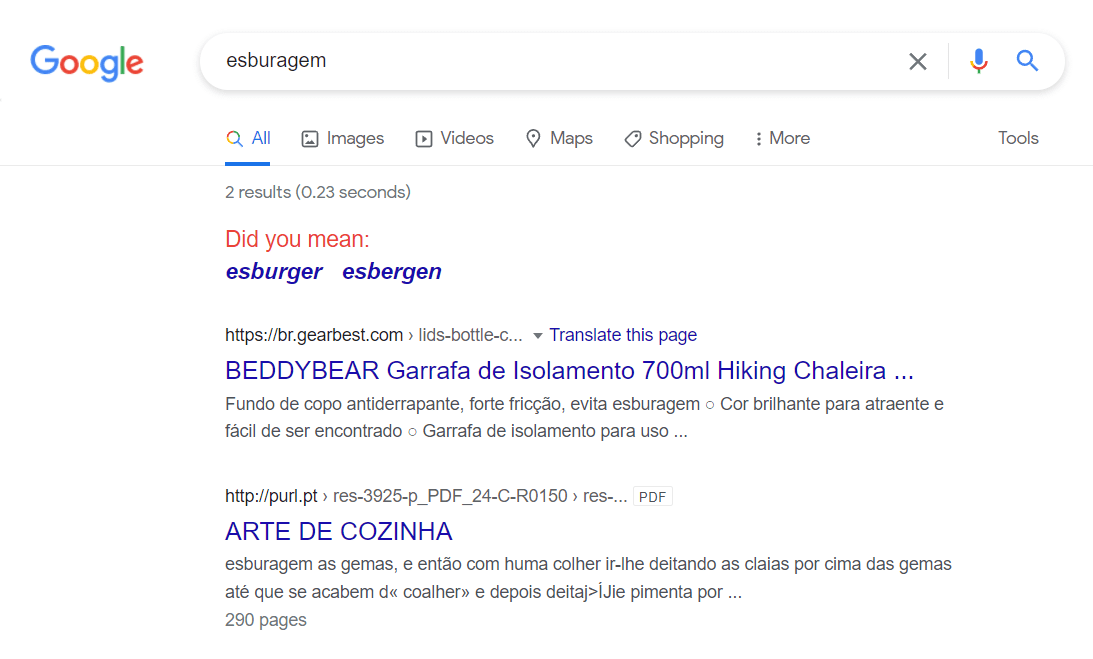 Google
esburagem
All Images Videos Maps Shopping More Tools
2 results (0.23 seconds)
Did you mean:
esburger esbergen
https://br.gearbest.com › lids-bottle-c... Translate this page
BEDDYBEAR Garrafa de Isolamento 700ml Hiking Chaleira ...
Fundo de copo antiderrapante, forte fricção, evita esburagem ○ Cor brilhante para atraente e
fácil de ser encontrado ○ Garrafa de isolamento para uso ...
http://purl.pt › res-3925-p_PDF_24-C-R0150 › res-... PDF
ARTE DE COZINHA
esburagem as gemas, e então com huma colher ir-lhe deitando as claias por cima das gemas
até que se acabem d« coalher» e depois deitaj>ÍJie pimenta por ...
290 pages